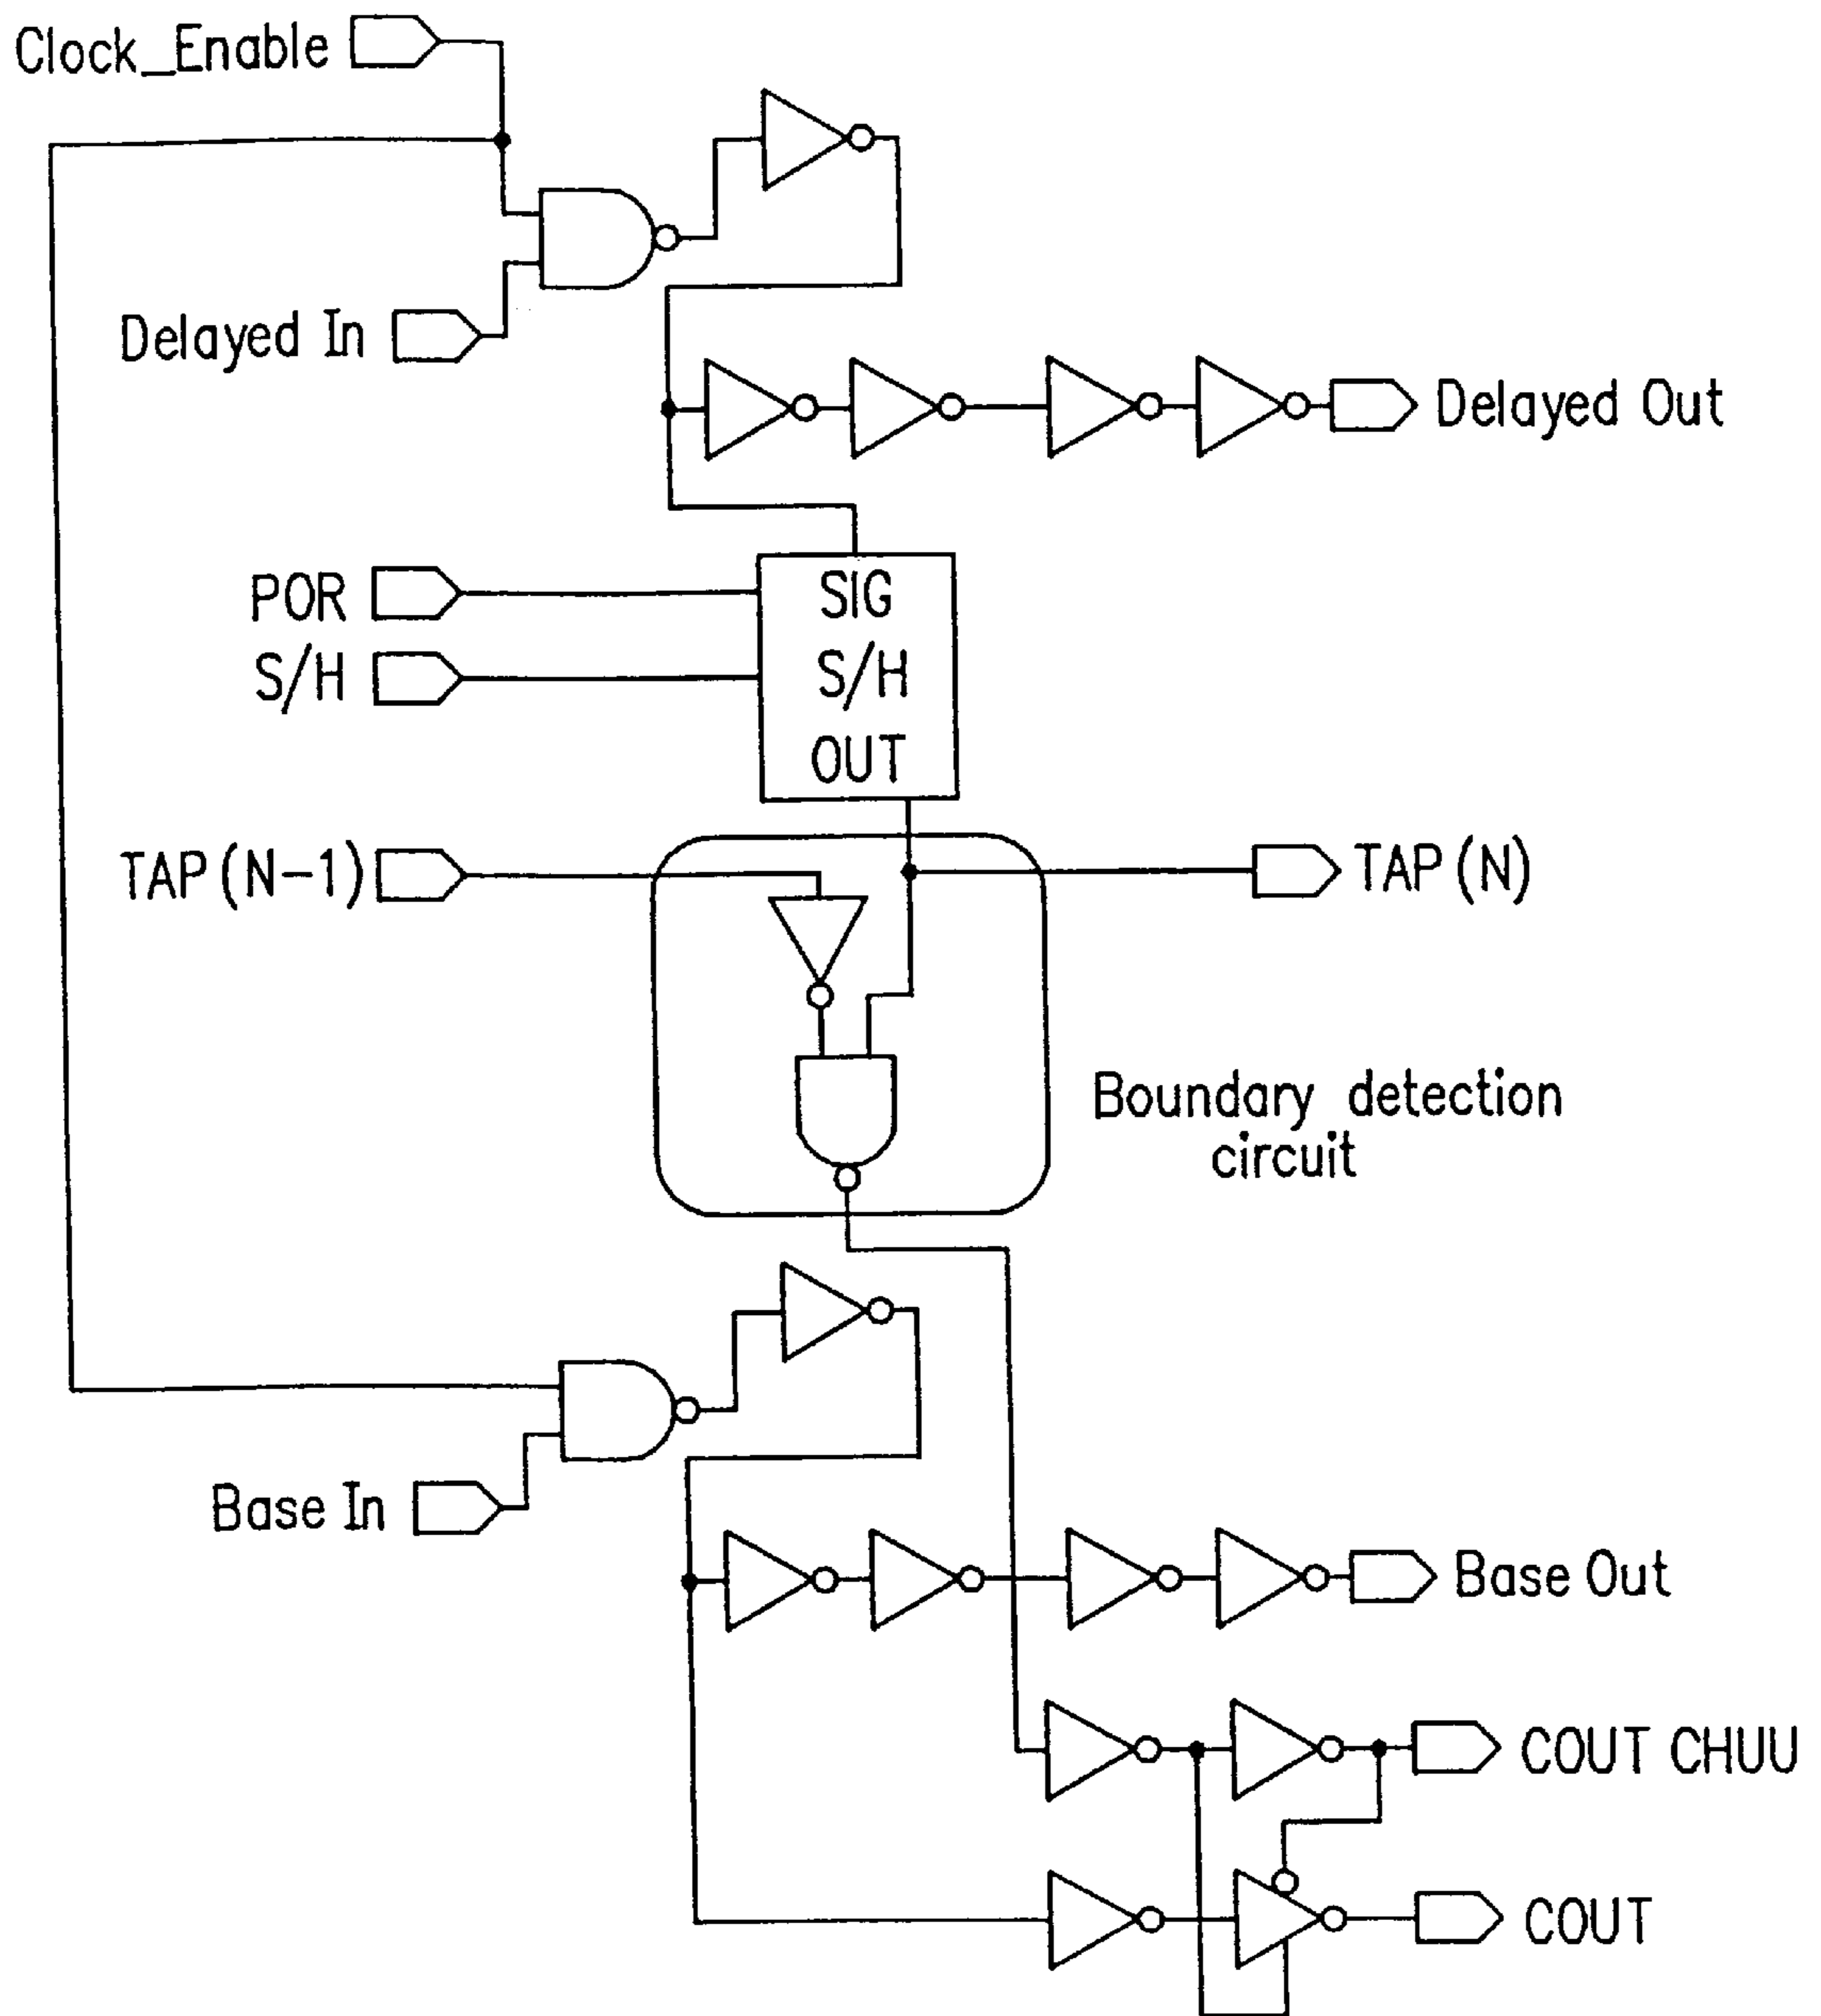 Clock_Enable
Delayed In
Delayed Out
POR
S/H
SIG
S/H
OUT
TAP(N-1)
TAP(N)
Boundary detection
circuit
Base In
Base Out
COUT CHUU
COUT